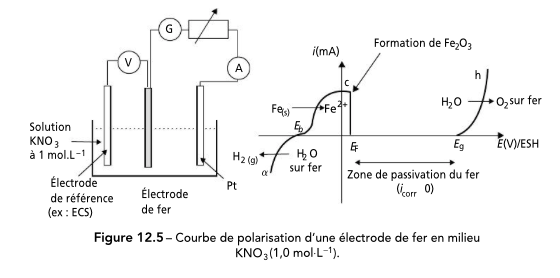 G
V
A
Solution
KNO3
à 1 mol.L–1
Électrode
de référence
(ex : ECS)
Électrode
de fer
Pt
i(mA)
Formation de Fe2O3
c
h
Fe(s)
Fe2+
H2O
O2 sur fer
Eb
Ef
Eg
E(V)/ESH
H2 (g)
H2O
sur fer
α
Zone de passivation du fer
(icorr 0)
Figure 12.5 – Courbe de polarisation d’une électrode de fer en milieu
KNO3(1,0 mol·L–1).